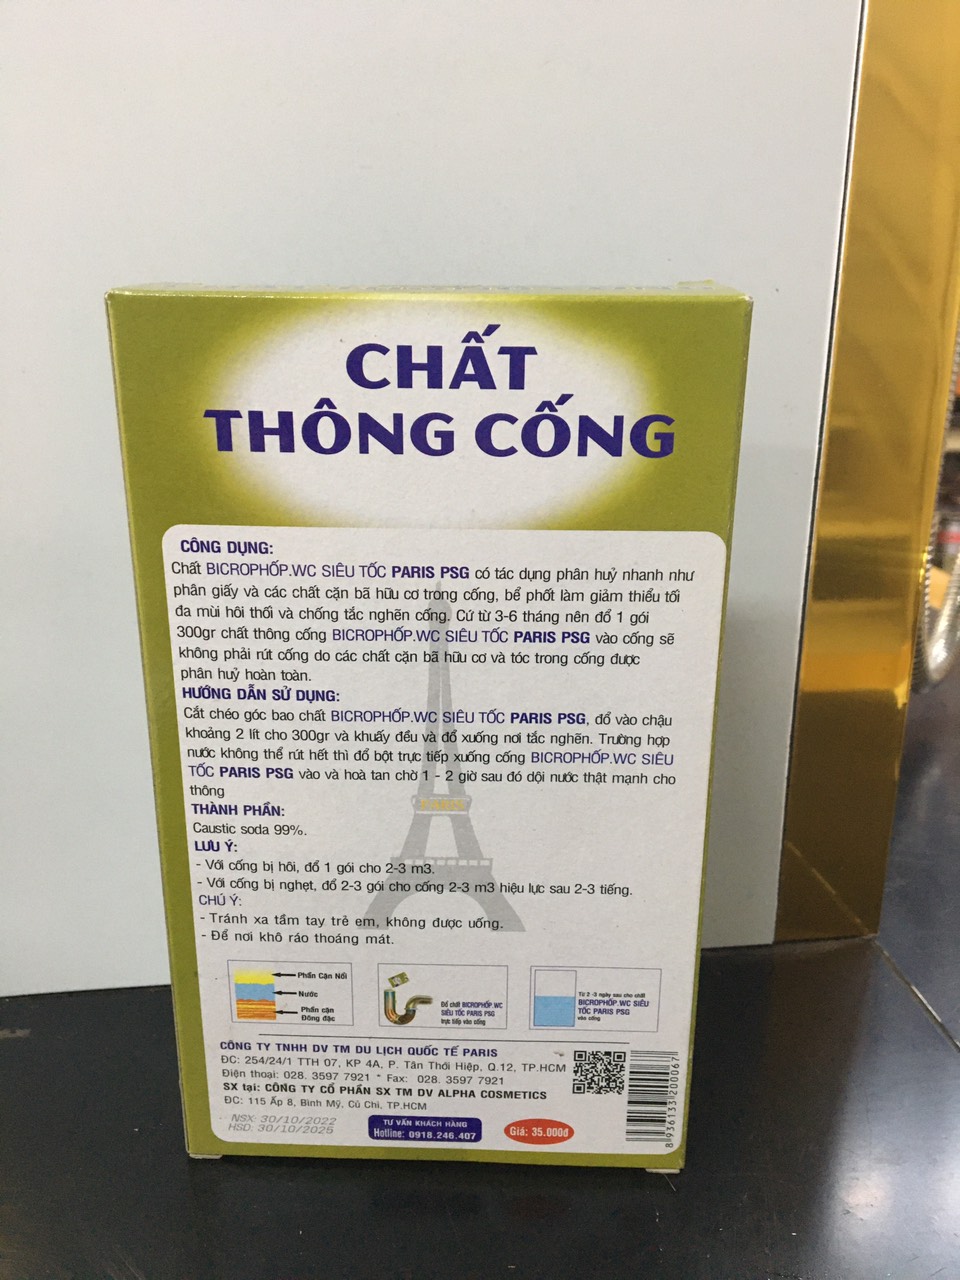 CHẤT
THÔNG CỐNG
CÔNG DỤNG:
Chất BICROPHỐP.WC SIÊU TỐC PARIS PSG có tác dụng phân huỷ nhanh như
phân giấy và các chất cặn bã hữu cơ trong cống, bể phốt làm giảm thiểu tối
đa mùi hôi thối và chống tắc nghẽn cống. Cứ từ 3-6 tháng nên đổ 1 gói
300gr chất thông cống BICROPHỐP.WC SIÊU TỐC PARIS PSG vào cống sẽ
không phải rút cống do các chất cặn bã hữu cơ và tóc trong cống được
phân huỷ hoàn toàn.
HƯỚNG DẪN SỬ DỤNG:
Cắt chéo góc bao chất BICROPHỐP.WC SIÊU TỐC PARIS PSG, đổ vào chậu
khoảng 2 lít cho 300gr và khuấy đều và đổ xuống nơi tắc nghẽn. Trường hợp
nước không thể rút hết thì đổ bột trực tiếp xuống cống BICROPHỐP.WC SIÊU
TỐC PARIS PSG vào và hoà tan chờ 1 - 2 giờ sau đó dội nước thật mạnh cho
thông
PARIS
THÀNH PHẦN:
Caustic soda 99%.
LƯU Ý:
- Với cống bị hôi, đổ 1 gói cho 2-3 m3.
- Với cống bị nghẹt, đổ 2-3 gói cho cống 2-3 m3 hiệu lực sau 2-3 tiếng.
CHÚ Ý:
- Tránh xa tầm tay trẻ em, không được uống.
- Để nơi khô ráo thoáng mát.
Phần Cặn Nổi
Nước
Phần cặn
Đông đặc
Đổ chất BICROPHỐP.WC
SIÊU TỐC PARIS PSG
trực tiếp vào cống
Từ 2 -3 ngày sau cho chất
BICROPHỐP.WC SIÊU
TỐC PARIS PSG
vào cống
CÔNG TY TNHH DV TM DU LỊCH QUỐC TẾ PARIS
ĐC: 254/24/1 TTH 07, KP 4A, P. Tân Thới Hiệp, Q.12, TP.HCM
Điện thoại: 028. 3597 7921 * Fax: 028. 3597 7921
SX tại: CÔNG TY CỔ PHẦN SX TM DV ALPHA COSMETICS
ĐC: 115 Ấp 8, Bình Mỹ, Củ Chi, TP.HCM
NSX: 30/10/2022
HSD: 30/10/2025
TƯ VẤN KHÁCH HÀNG
Hotline: 0918.246.407
Giá: 35.000đ
8 936133 200067